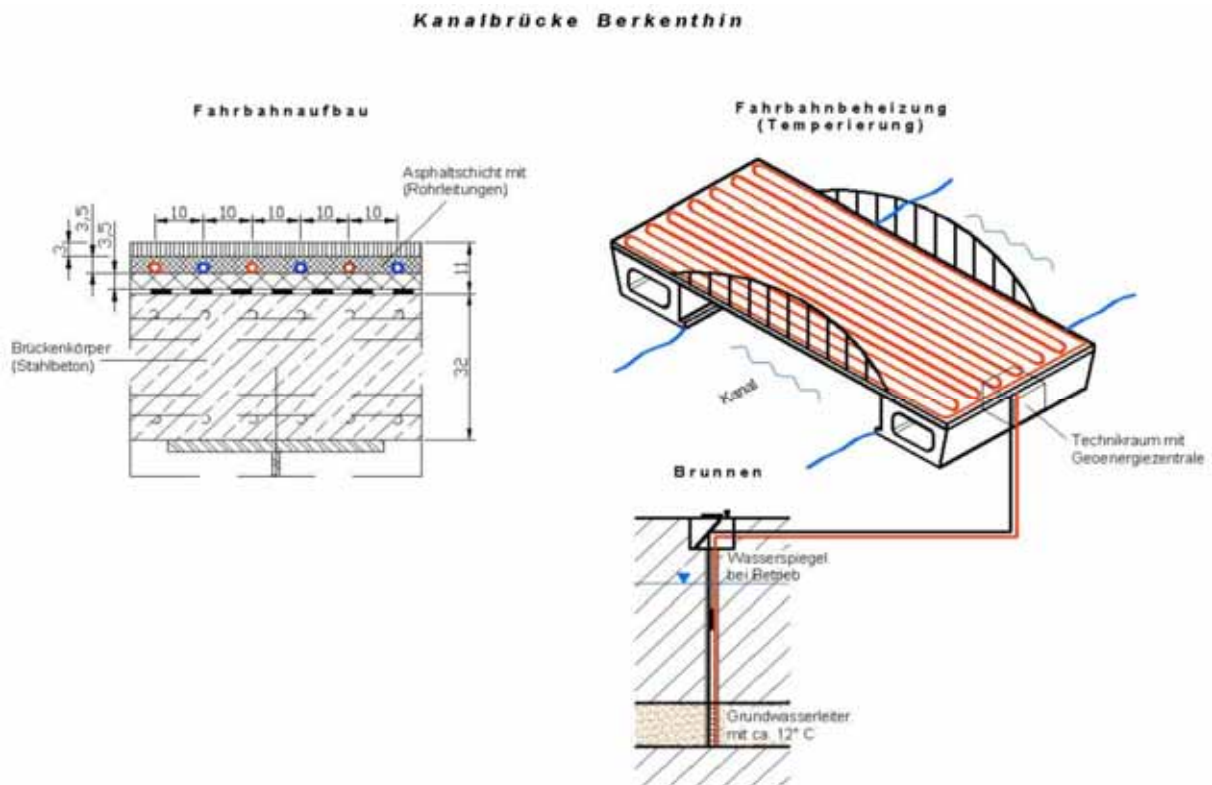 Kanalbrücke Berkenthin
Fahrbahnaufbau
Asphaltschicht mit
(Rohrleitungen)
10 10 10 10 10
3
3,5
3,5
11
32
Brückenkörper
(Stahlbeton)
Fahrbahnbeheizung
(Temperierung)
Kanal
Technikraum mit
Geoenergiezentrale
Brunnen
Wasserspiegel
bei Betrieb
Grundwasserleiter
mit ca. 12° C